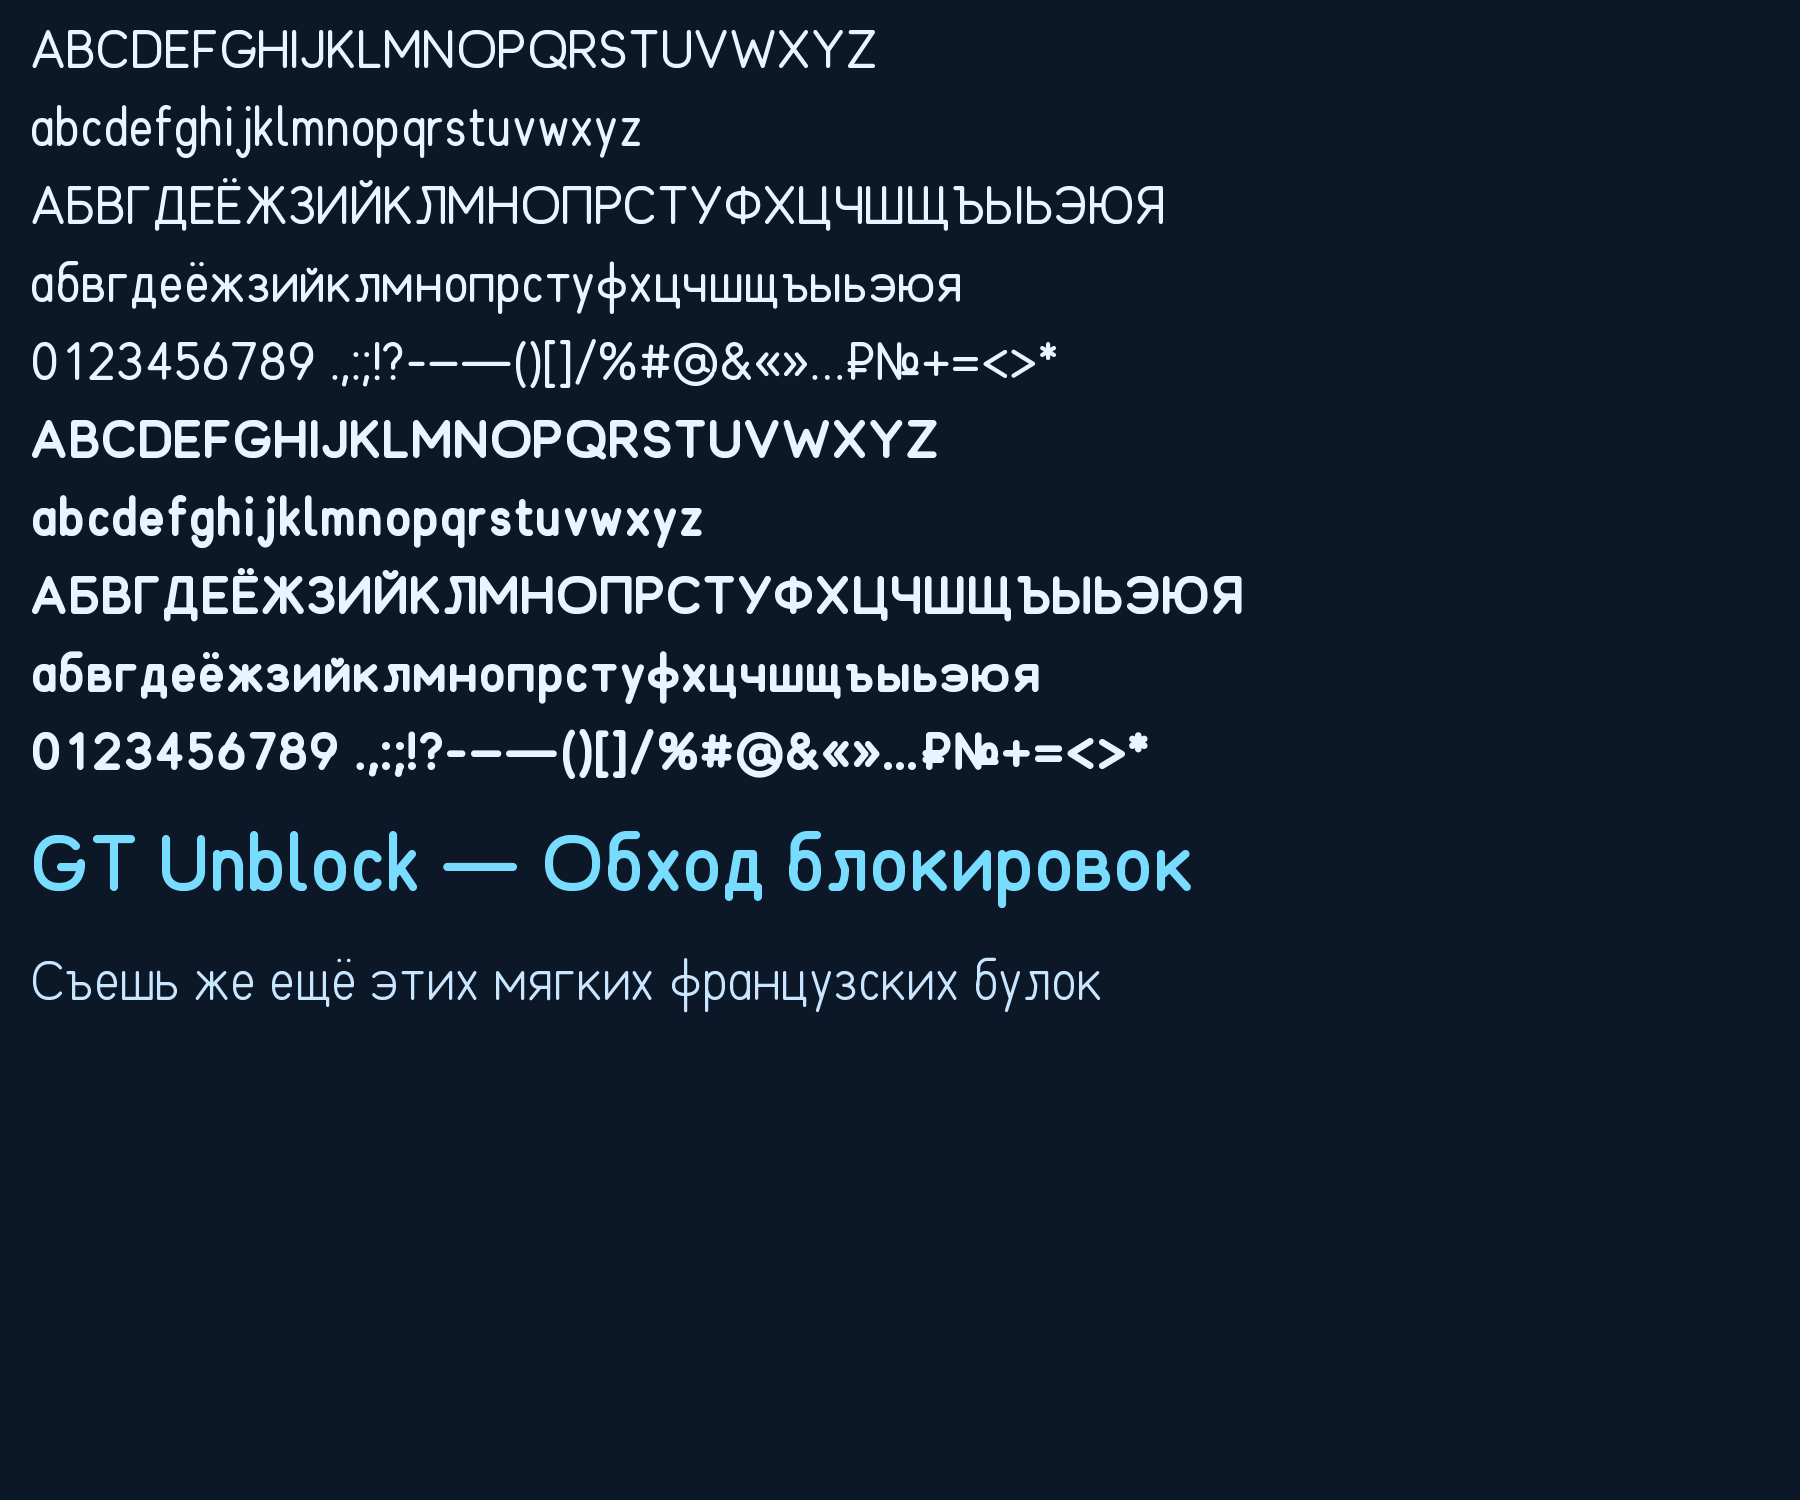 ABCDEFGHIJKLMNOPQRSTUVWXYZ
abcdefghijklmnopqrstuvwxyz
АБВГДЕЁЖЗИЙКЛМНОПРСТУФХЦЧШЩЪЫЬЭЮЯ
абвгдеёжзийклмнопрстуфхцчшщъыьэюя
0123456789 .,:;!?-–—()[]/%#@&«»…₽№+=<>*
ABCDEFGHIJKLMNOPQRSTUVWXYZ
abcdefghijklmnopqrstuvwxyz
АБВГДЕЁЖЗИЙКЛМНОПРСТУФХЦЧШЩЪЫЬЭЮЯ
абвгдеёжзийклмнопрстуфхцчшщъыьэюя
0123456789 .,:;!?-–—()[]/%#@&«»…₽№+=<>*
GT Unblock — Обход блокировок
Съешь же ещё этих мягких французских булок